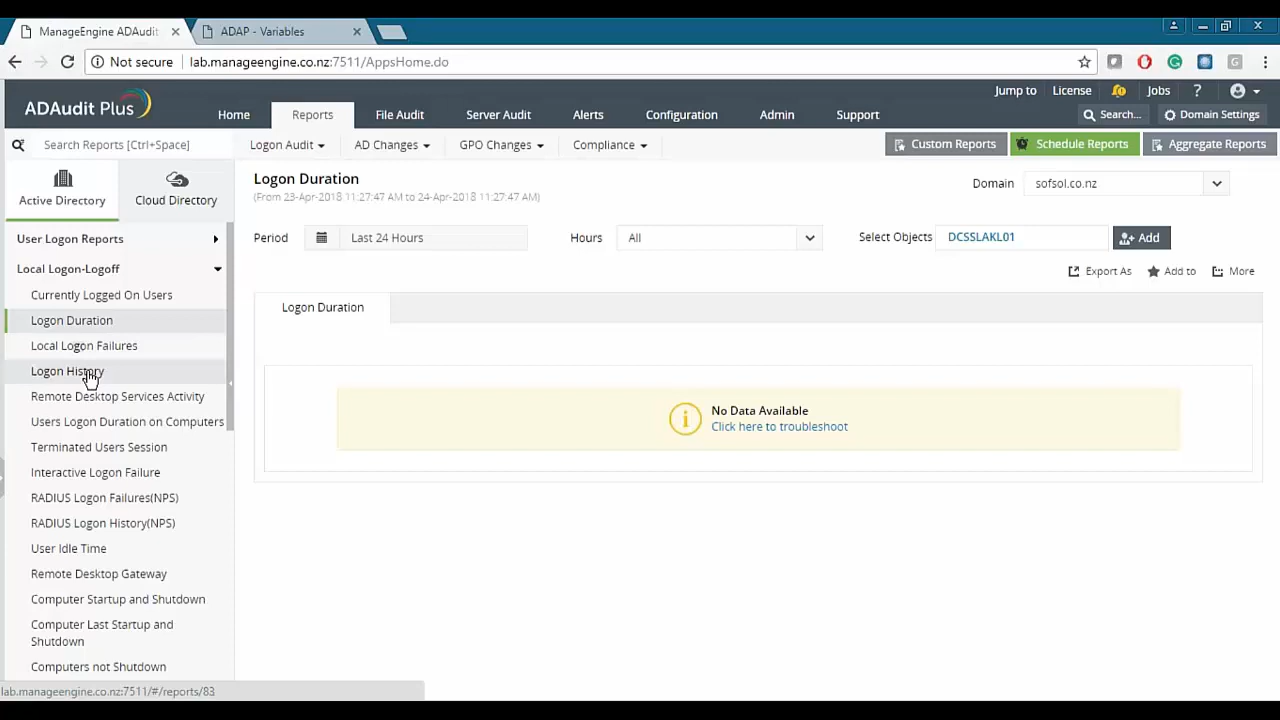 ManageEngine ADAudit
ADAP - Variables
Not secure
lab.manageengine.co.nz:7511/AppsHome.do
Jump to
License
Jobs
?
ADAudit Plus
Home
Reports
File Audit
Server Audit
Alerts
Configuration
Admin
Support
Search...
Domain Settings
Search Reports [Ctrl+Space]
Logon Audit
AD Changes
GPO Changes
Compliance
Custom Reports
Schedule Reports
Aggregate Reports
Active Directory
Cloud Directory
Logon Duration
(From 23-Apr-2018 11:27:47 AM to 24-Apr-2018 11:27:47 AM)
Domain
sofsol.co.nz
Period
Last 24 Hours
Hours
All
Select Objects
DCSSLAKL01
Add
Export As
Add to
More
User Logon Reports
Local Logon-Logoff
Currently Logged On Users
Logon Duration
Local Logon Failures
Logon History
Remote Desktop Services Activity
Users Logon Duration on Computers
Terminated Users Session
Interactive Logon Failure
RADIUS Logon Failures(NPS)
RADIUS Logon History(NPS)
User Idle Time
Remote Desktop Gateway
Computer Startup and Shutdown
Computer Last Startup and
Shutdown
Computers not Shutdown
Logon Duration
No Data Available
Click here to troubleshoot
lab.manageengine.co.nz:7511/#/reports/83